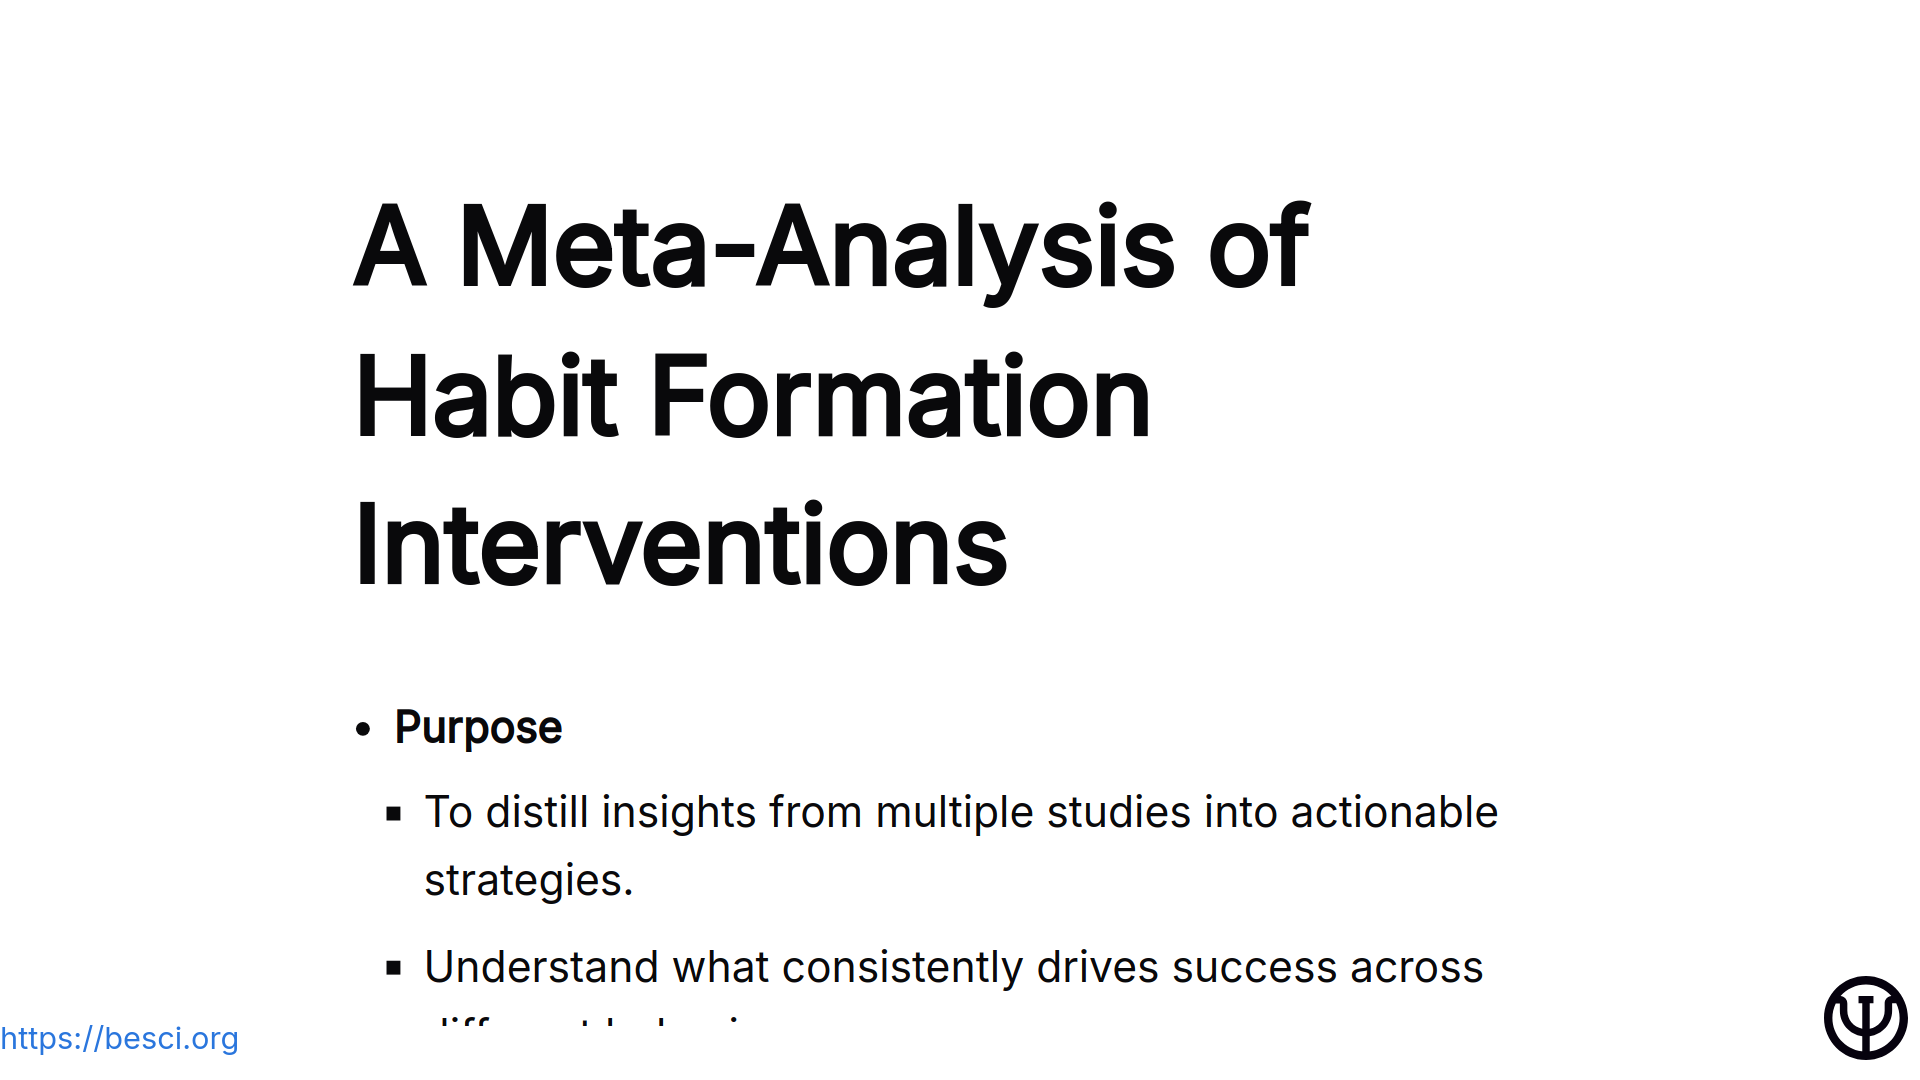 A Meta-Analysis of
Habit Formation
Interventions
• Purpose
▪ To distill insights from multiple studies into actionable
strategies.
▪ Understand what consistently drives success across
https://besci.org